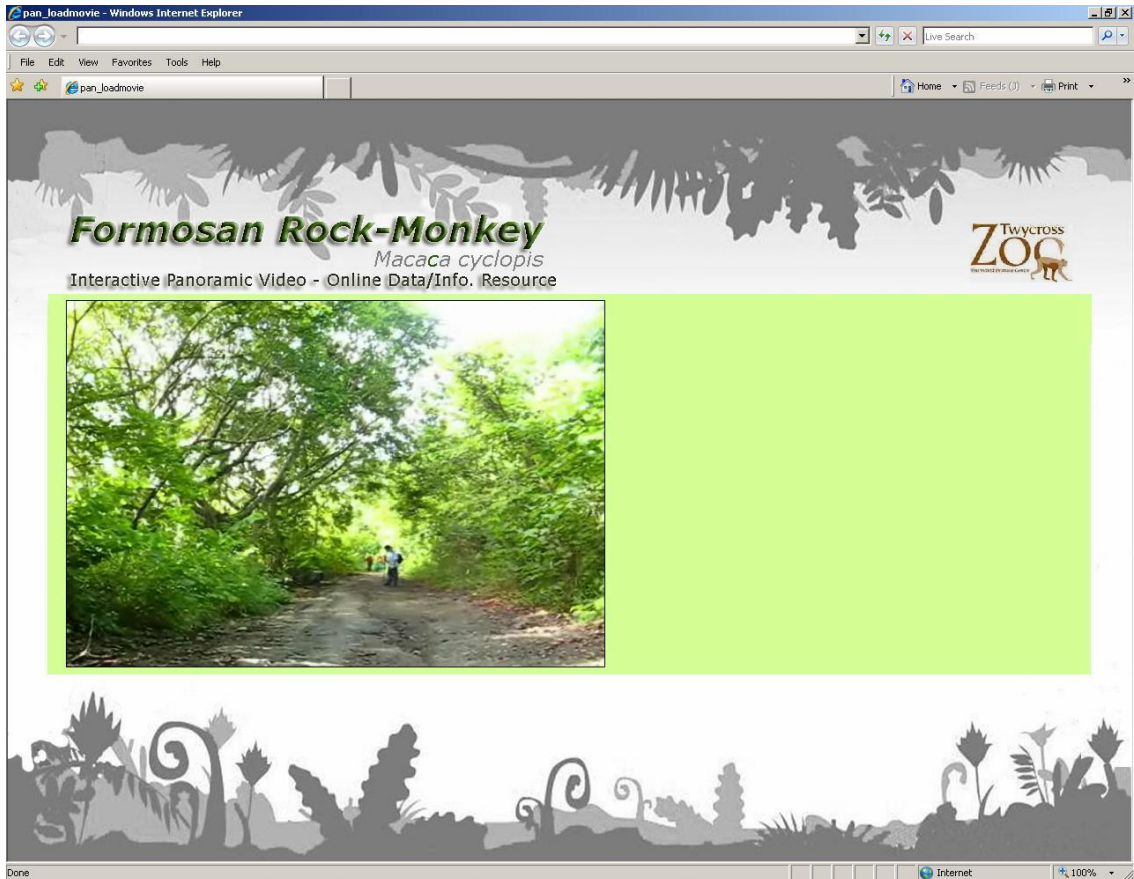 pan_loadmovie - Windows Internet Explorer
Live Search
File Edit View Favorites Tools Help
pan_loadmovie
Home Feeds (J) Print »
Formosan Rock-Monkey
Macaca cyclopis
Interactive Panoramic Video - Online Data/Info. Resource
Twycross
ZOO
Done Internet 100%